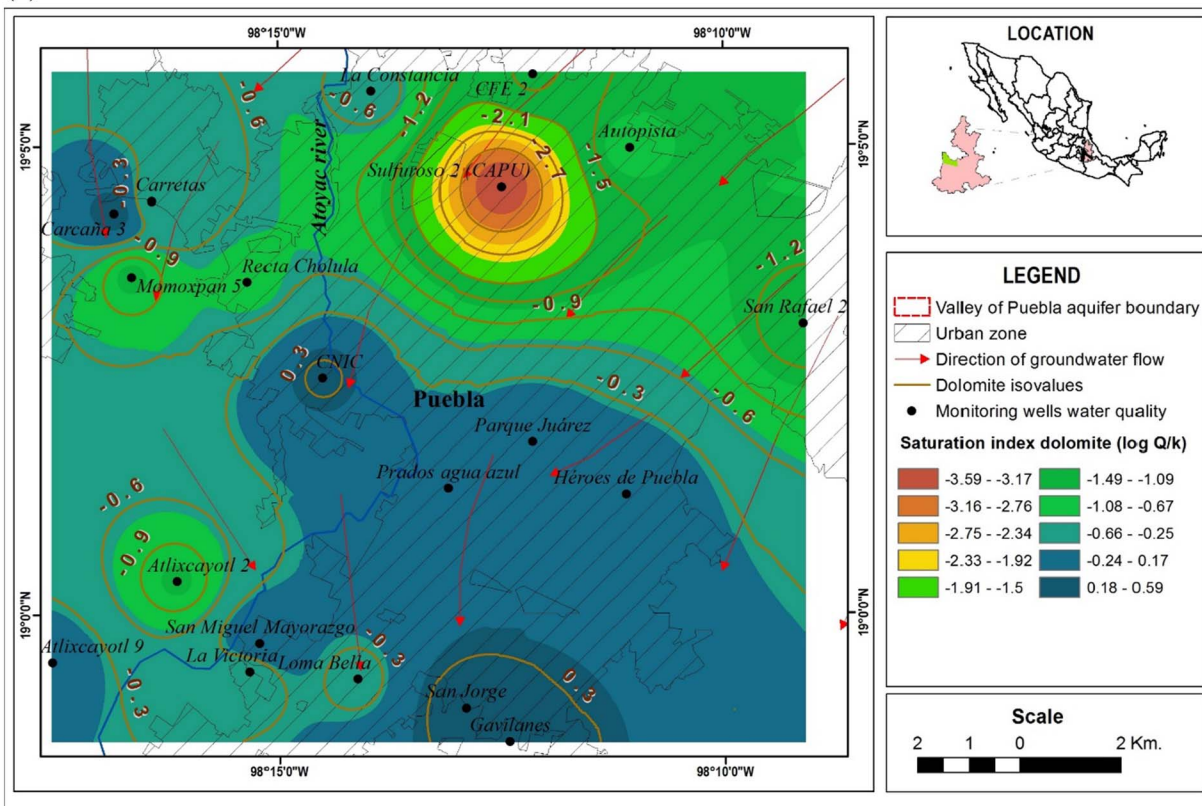 98°15'0"W
98°10'0"W
La Constancia
CFE 2
-0.6
-0.6
-1.2
-2.1
Autopista
19°5'0"N
19°5'0"N
Atoyac river
Sulfuroso 2 (CAPU)
-2.7
-1.5
-0.3
Carretas
Carcaña 3
-0.9
Recta Cholula
Momoxpan 5
-1.2
-0.9
San Rafael 2
CNIC
0.3
-0.3
-0.6
Puebla
Parque Juárez
Prados agua azul
Héroes de Puebla
-0.6
-0.9
Atlixcayotl 2
19°0'0"N
19°0'0"N
San Miguel Mayorazgo
Atlixcayotl 9
La Victoria
Loma Bella
-0.3
-0.3
San Jorge
0.3
Gavilanes
98°15'0"W
98°10'0"W
LOCATION
LEGEND
Valley of Puebla aquifer boundary
Urban zone
Direction of groundwater flow
Dolomite isovalues
Monitoring wells water quality
Saturation index dolomite (log Q/k)
-3.59 - -3.17
-1.49 - -1.09
-3.16 - -2.76
-1.08 - -0.67
-2.75 - -2.34
-0.66 - -0.25
-2.33 - -1.92
-0.24 - 0.17
-1.91 - -1.5
0.18 - 0.59
Scale
2 1 0 2 Km.